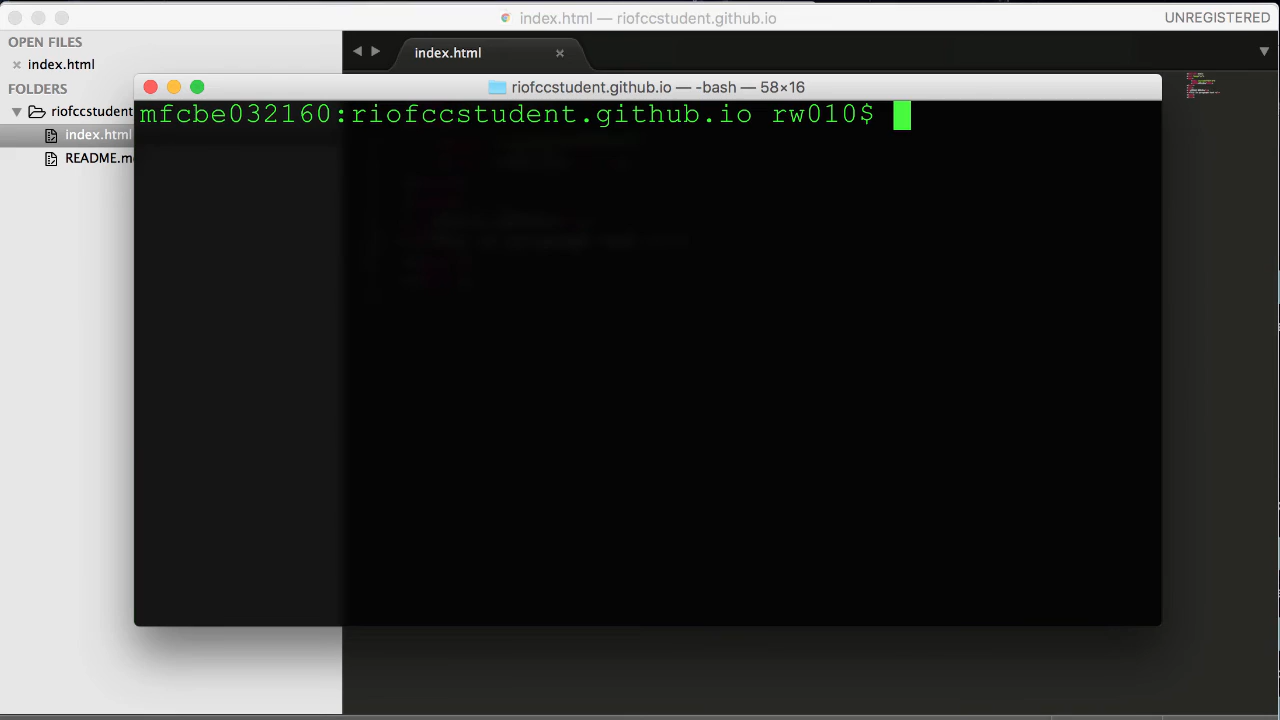 index.html — riofccstudent.github.io
UNREGISTERED
OPEN FILES
index.html
FOLDERS
riofccstudent
index.html
README.m
index.html
riofccstudent.github.io — -bash — 58×16
mfcbe032160:riofccstudent.github.io rw010$